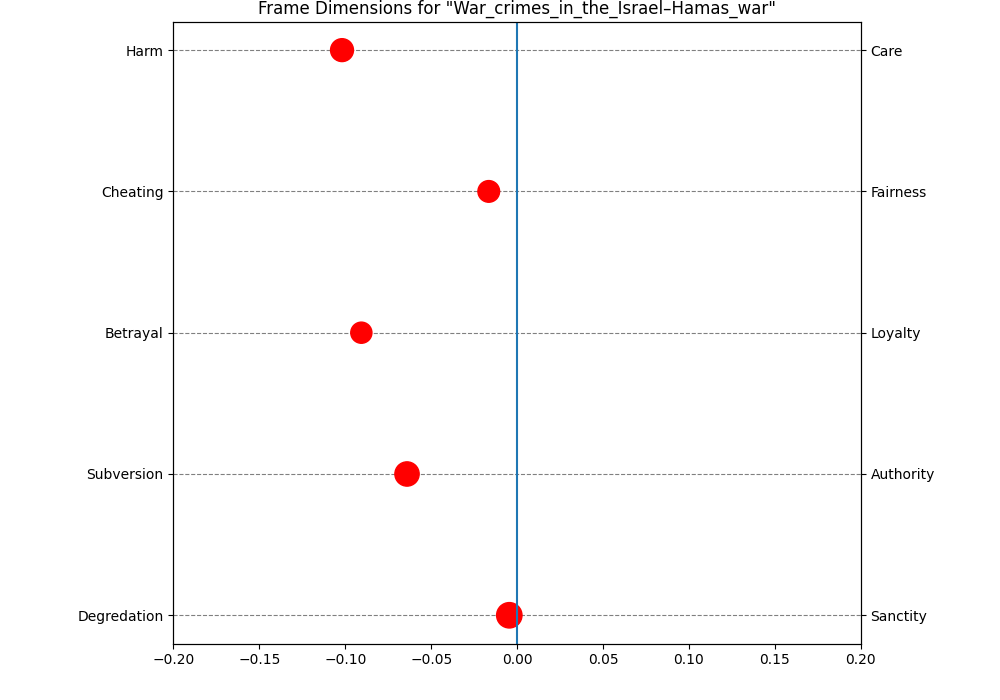 Frame Dimensions for "War_crimes_in_the_Israel–Hamas_war"
Harm Care
Cheating Fairness
Betrayal Loyalty
Subversion Authority
Degredation Sanctity
−0.20 −0.15 −0.10 −0.05 0.00 0.05 0.10 0.15 0.20